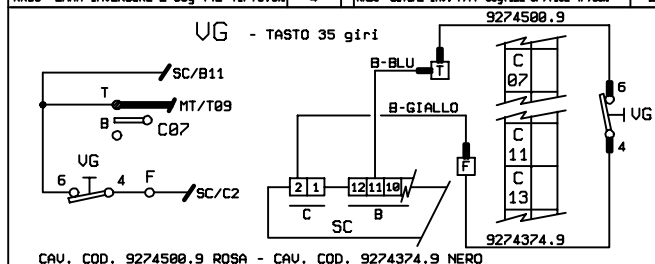 9274500.9
VG - TASTO 35 giri
SC/B11
B-BLU
T
C
07
T
MT/T09
6
B
C07
B-GIALLO
VG
C
11
4
VG
F
6
4
F
SC/C2
2
1
12
11
10
C
13
C
B
SC
9274374.9
CAV. COD. 9274500.9 ROSA - CAV. COD. 9274374.9 NERO